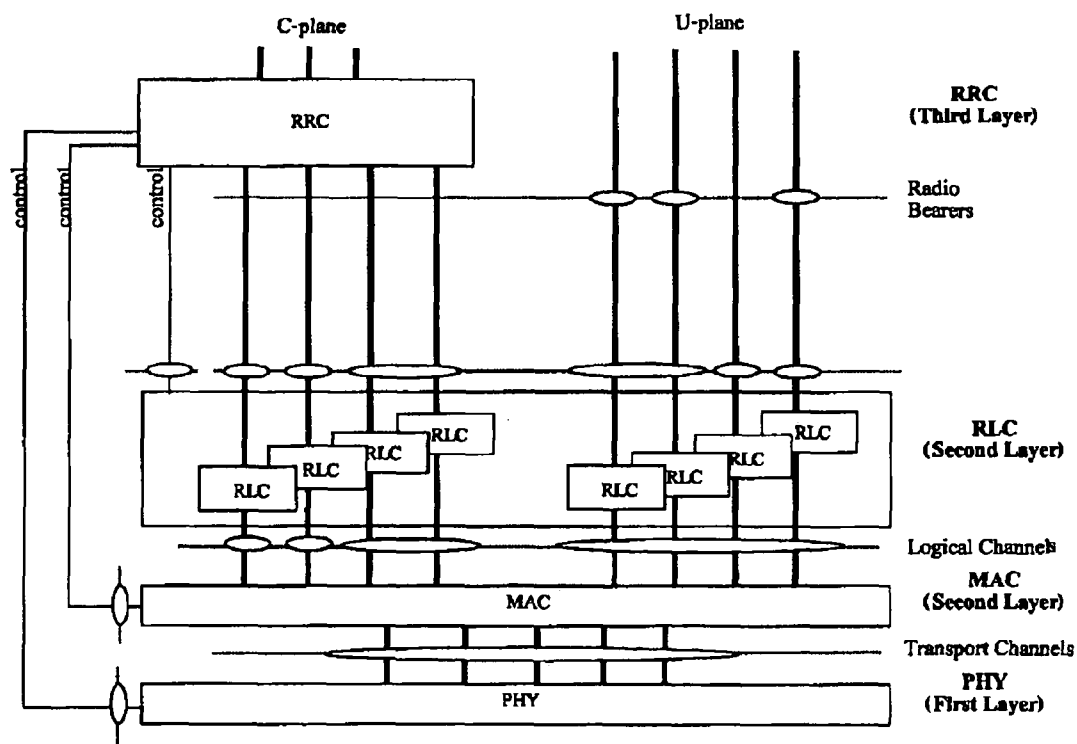 C-plane
U-plane
RRC
RRC
(Third Layer)
control
control
control
Radio
Bearers
RLC
RLC
RLC
RLC
RLC
RLC
RLC
RLC
RLC
(Second Layer)
Logical Channels
MAC
MAC
(Second Layer)
Transport Channels
PHY
PHY
(First Layer)